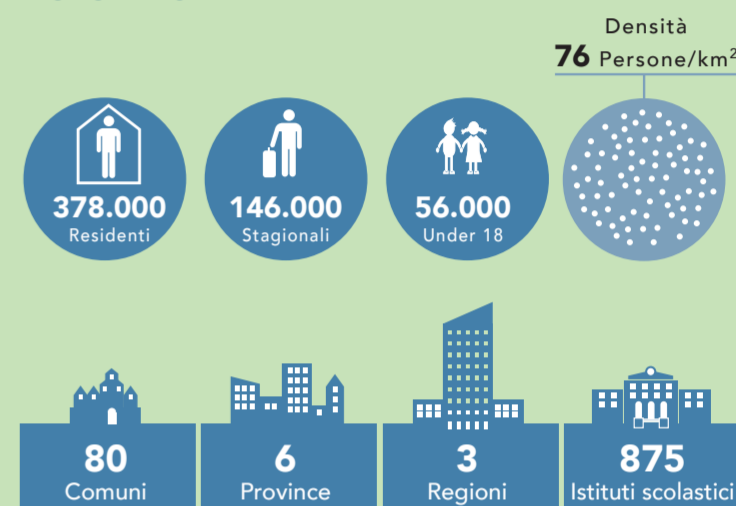 Densità
76 Persone/km²
378.000
Residenti
146.000
Stagionali
56.000
Under 18
80
Comuni
6
Province
3
Regioni
875
Istituti scolastici